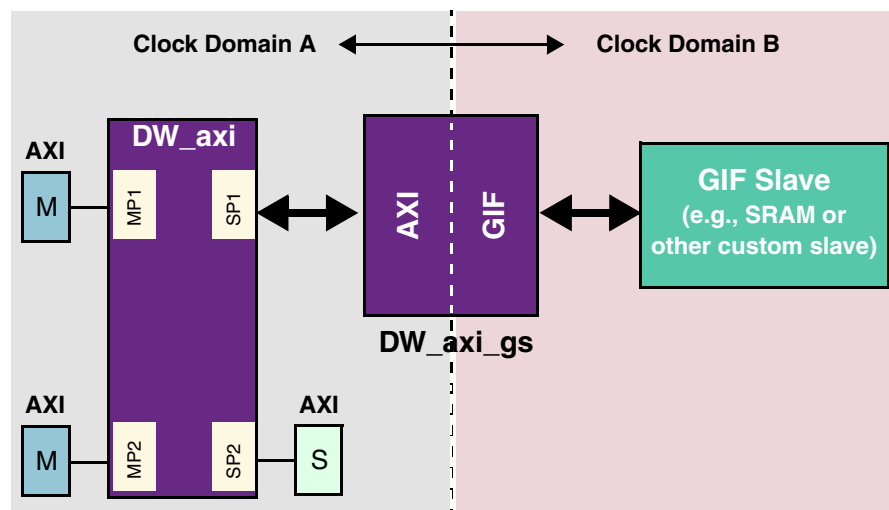 Clock Domain A
Clock Domain B
DW_axi
AXI
M
MP1
SP1
AXI
GIF
GIF Slave
(e.g., SRAM or
other custom slave)
DW_axi_gs
AXI
M
MP2
SP2
AXI
S